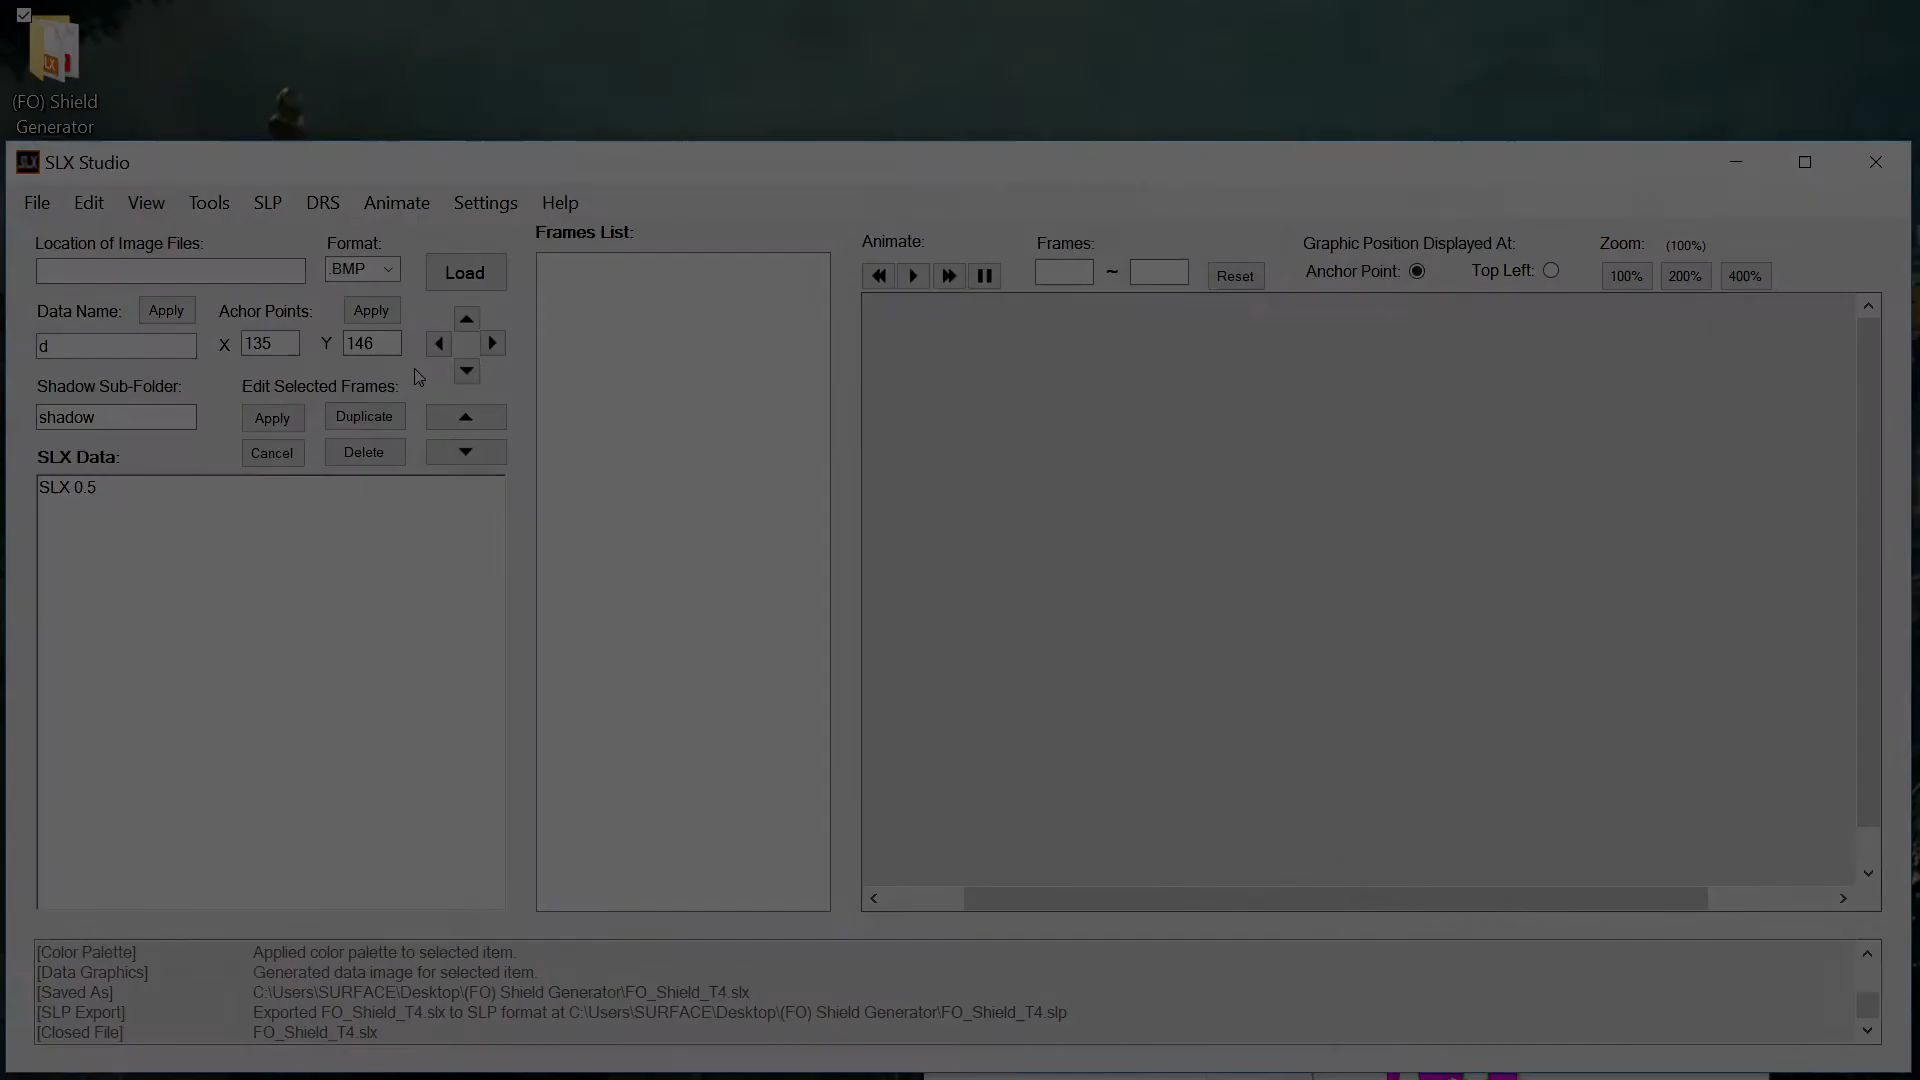 (FO) Shield
Generator
SLX Studio
File Edit View Tools SLP DRS Animate Settings Help
Location of Image Files:
Format:
.BMP
Load
Data Name:
Apply
Achor Points:
Apply
d
X 135
Y 146
Shadow Sub-Folder:
Edit Selected Frames:
shadow
Apply
Duplicate
Cancel
Delete
SLX Data:
SLX 0.5
Frames List:
Animate:
Frames:
~
Reset
Graphic Position Displayed At:
Anchor Point:
Top Left:
Zoom: (100%)
100% 200% 400%
[Color Palette] Applied color palette to selected item.
[Data Graphics] Generated data image for selected item.
[Saved As] C:\Users\SURFACE\Desktop\(FO) Shield Generator\FO_Shield_T4.slx
[SLP Export] Exported FO_Shield_T4.slx to SLP format at C:\Users\SURFACE\Desktop\(FO) Shield Generator\FO_Shield_T4.slp
[Closed File] FO_Shield_T4.slx